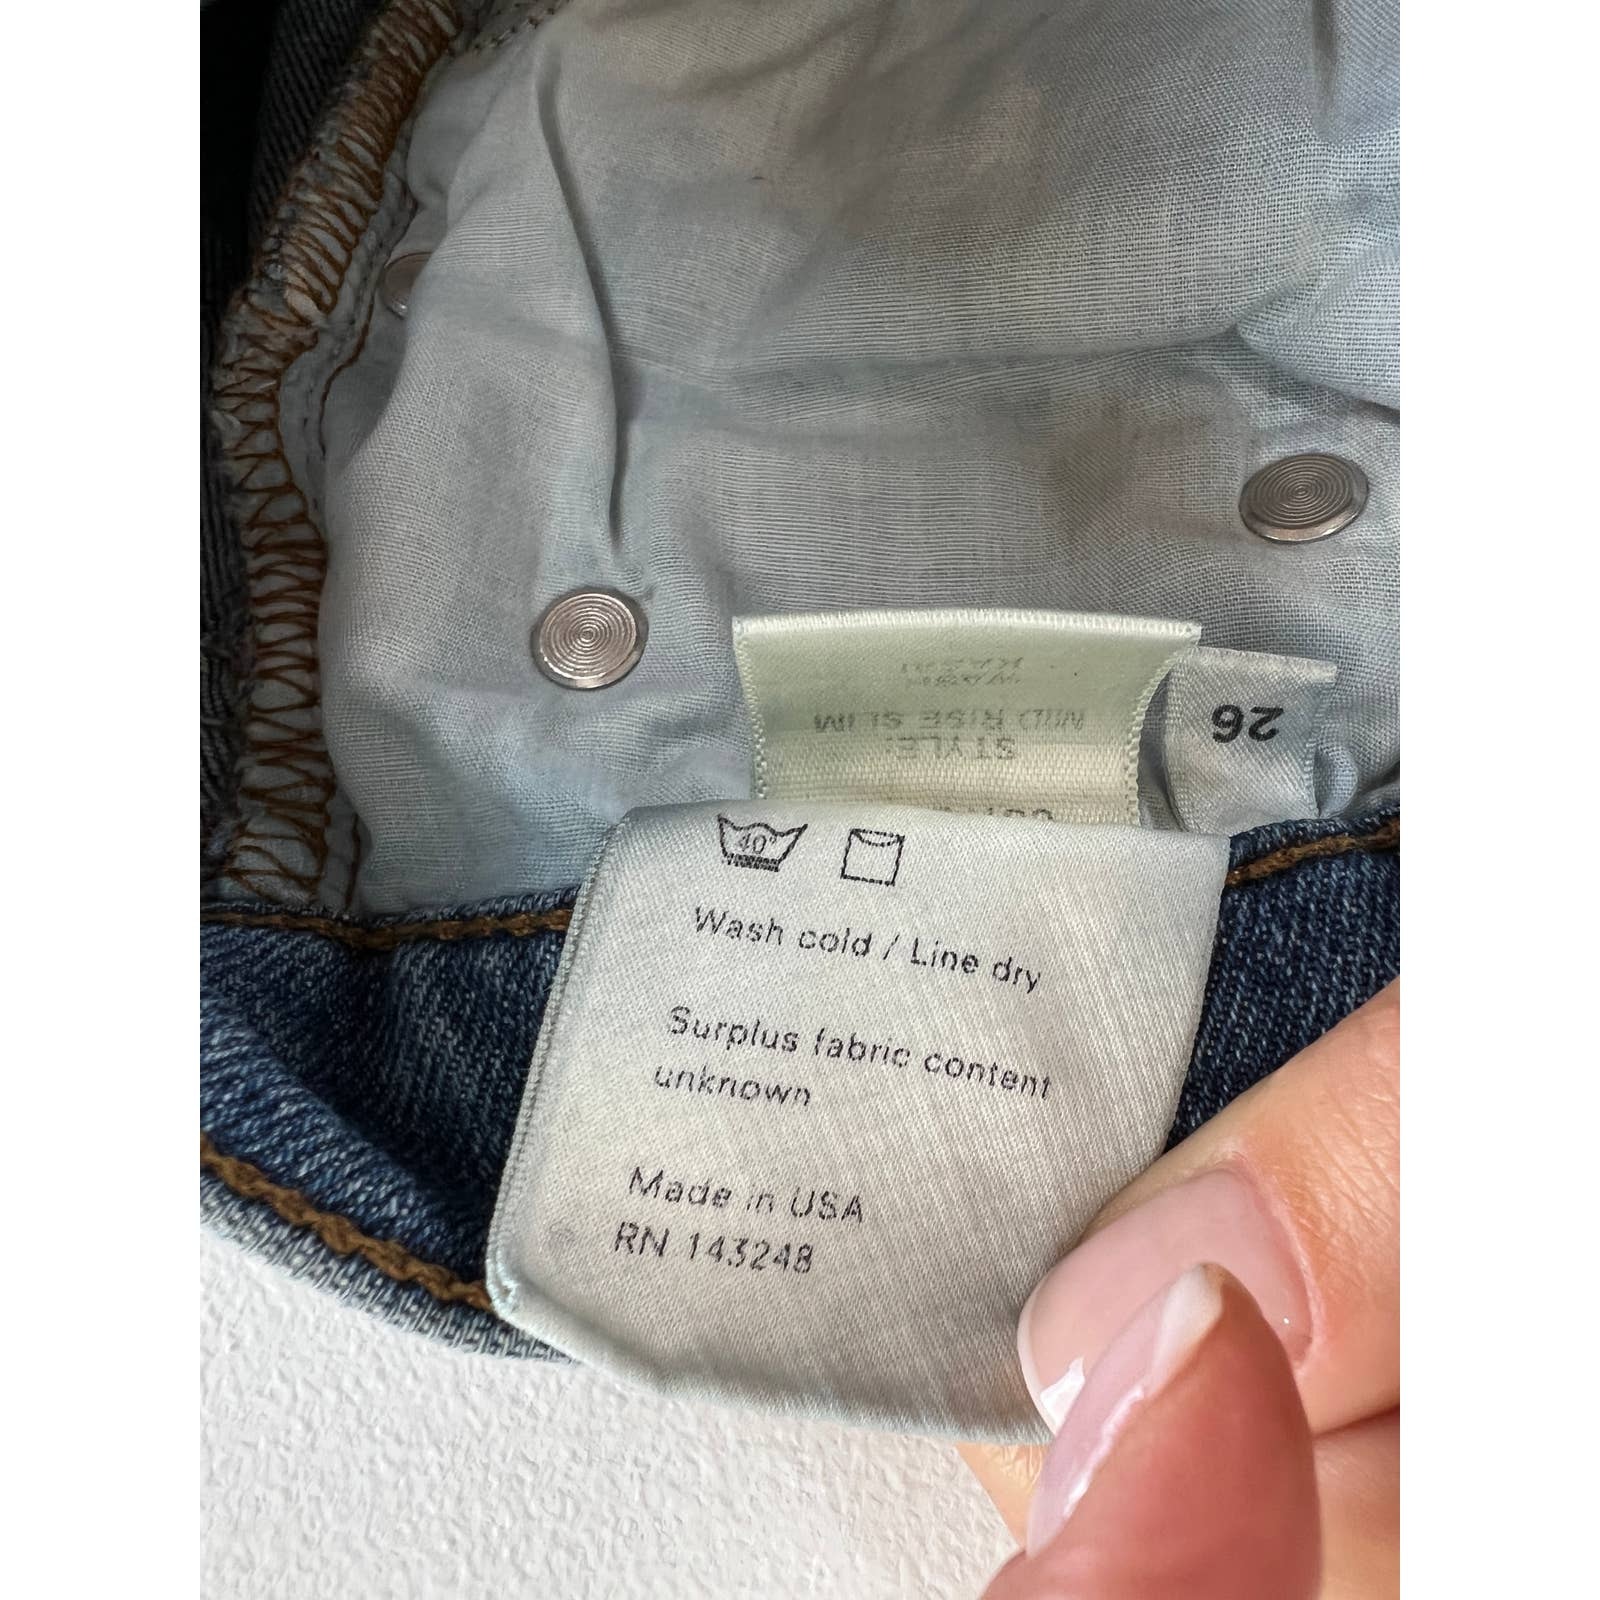 26
MID RISE SLIM
STYLE:
40°
Wash cold / Line dry
Surplus fabric content
unknown
Made in USA
RN 143248